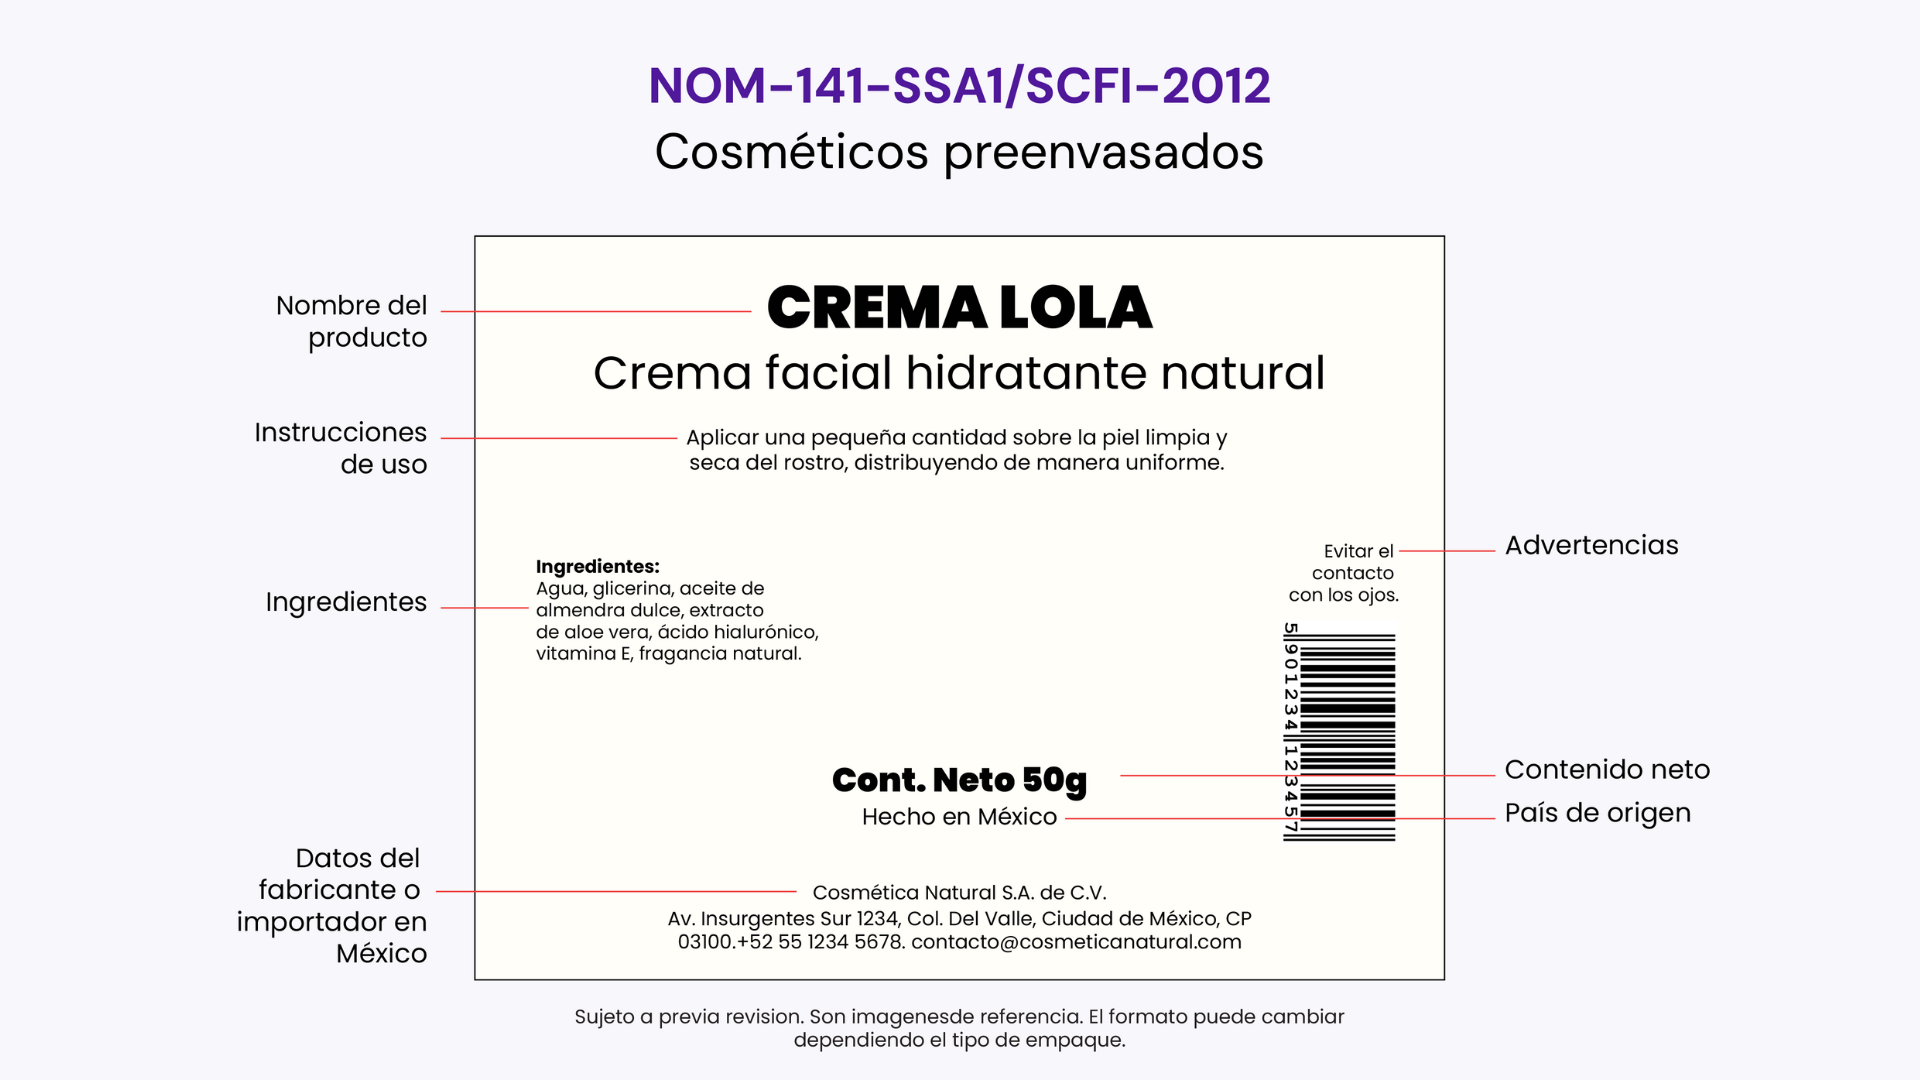 NOM-141-SSA1/SCFI-2012
Cosméticos preenvasados
Nombre del
producto
CREMA LOLA
Crema facial hidratante natural
Instrucciones
de uso
Aplicar una pequeña cantidad sobre la piel limpia y
seca del rostro, distribuyendo de manera uniforme.
Ingredientes
Ingredientes:
Agua, glicerina, aceite de
almendra dulce, extracto
de aloe vera, ácido hialurónico,
vitamina E, fragancia natural.
Evitar el
contacto
con los ojos.
Advertencias
5 901234 123457
Cont. Neto 50g
Contenido neto
Hecho en México
País de origen
Datos del
fabricante o
importador en
México
Cosmética Natural S.A. de C.V.
Av. Insurgentes Sur 1234, Col. Del Valle, Ciudad de México, CP
03100.+52 55 1234 5678. contacto@cosmeticanatural.com
Sujeto a previa revision. Son imagenesde referencia. El formato puede cambiar
dependiendo el tipo de empaque.